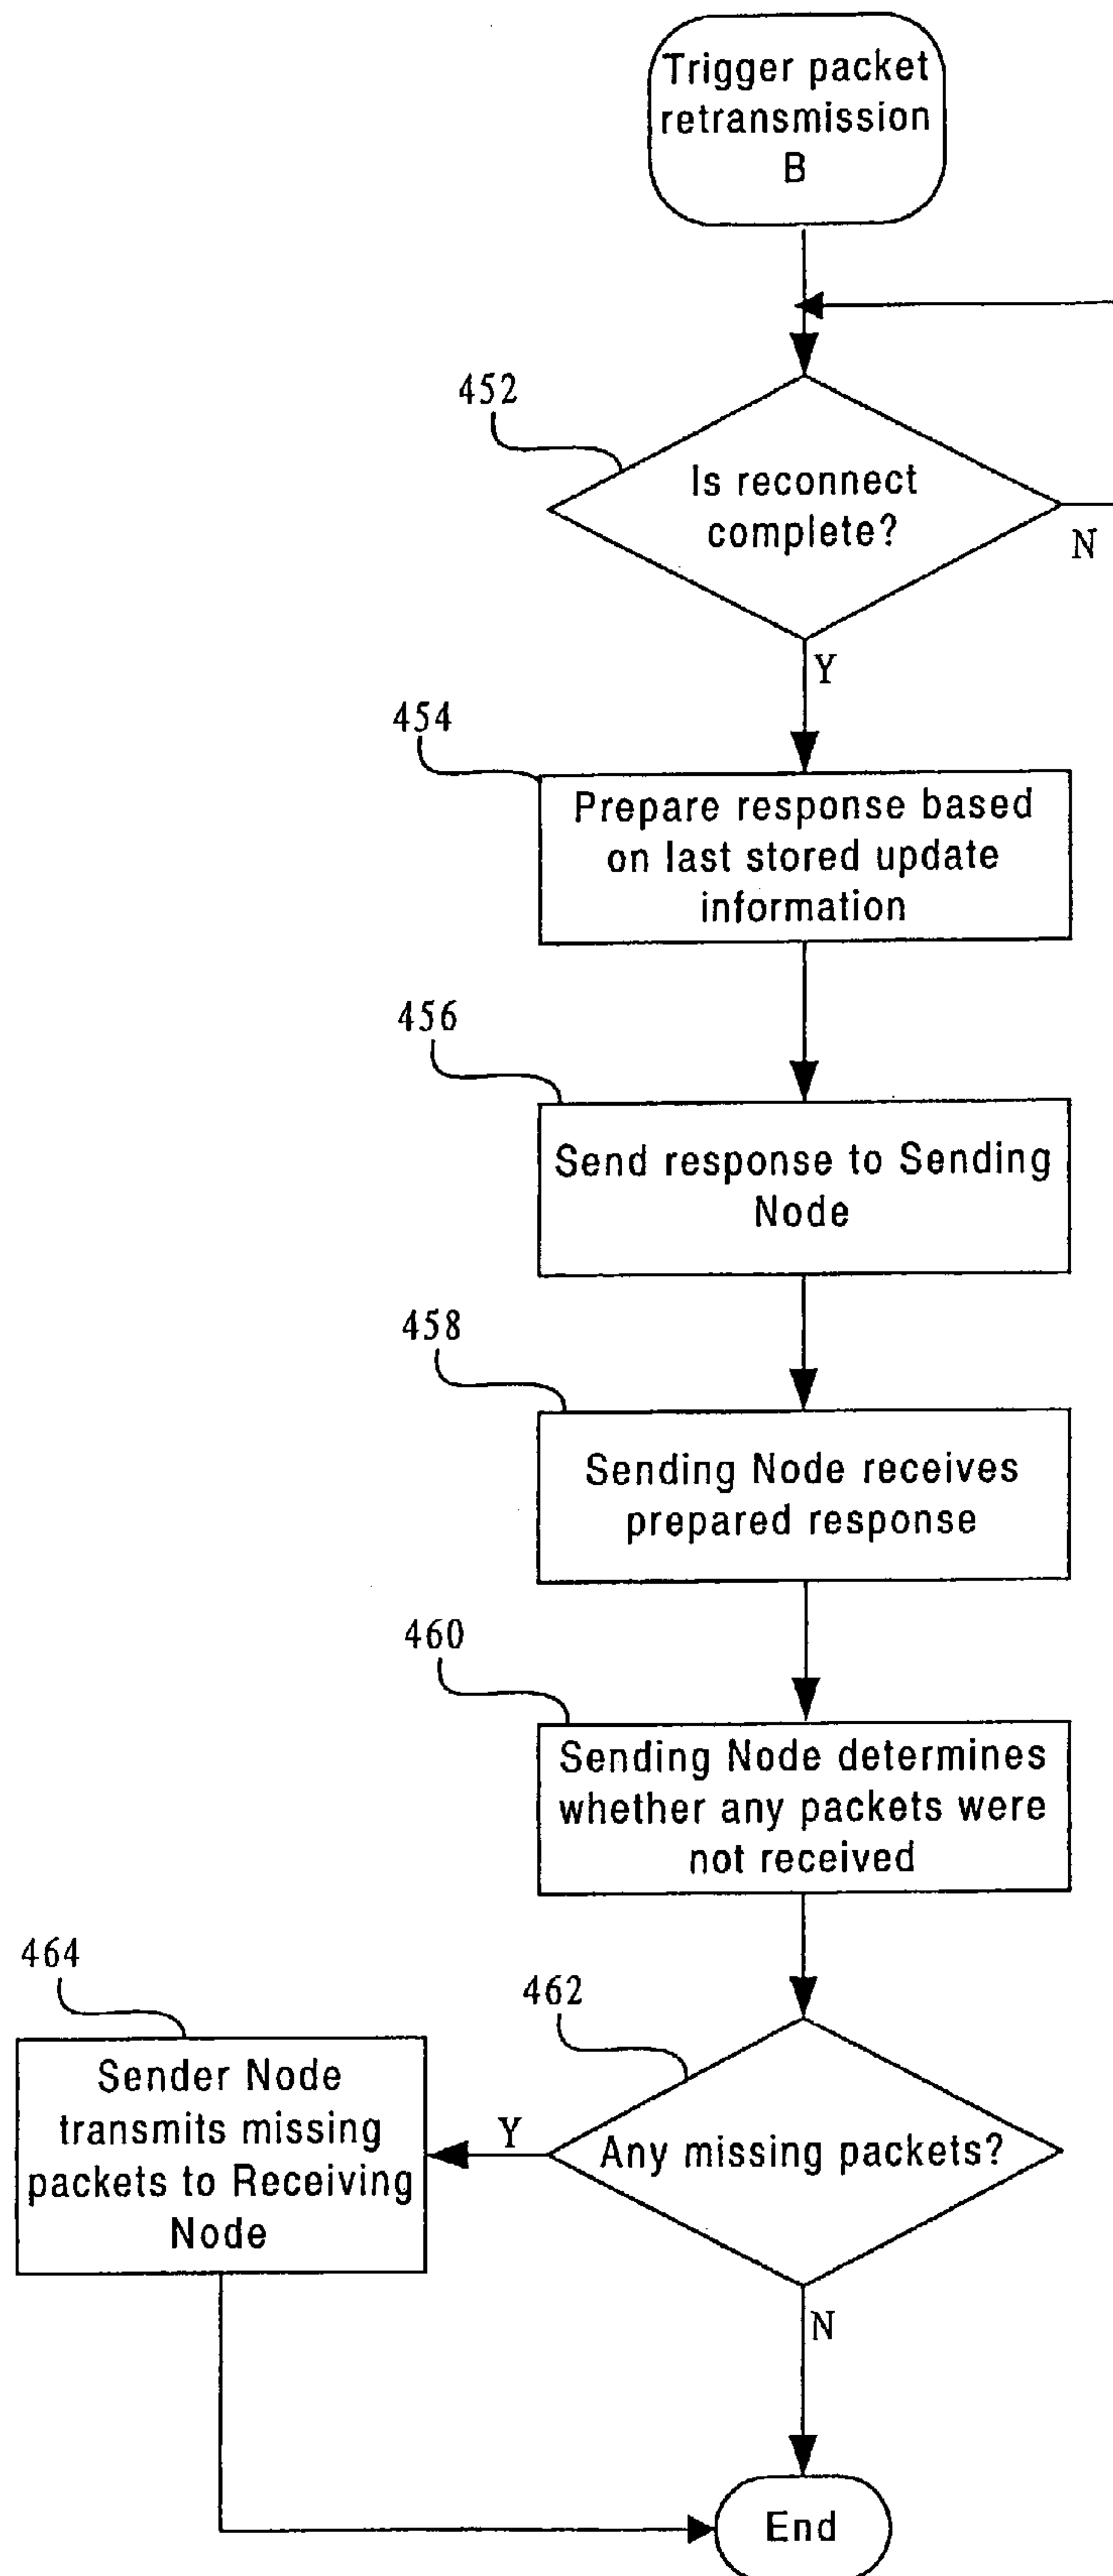 Trigger packet
retransmission
B
452
Is reconnect
complete?
N
Y
454
Prepare response based
on last stored update
information
456
Send response to Sending
Node
458
Sending Node receives
prepared response
460
Sending Node determines
whether any packets were
not received
464
462
Sender Node
transmits missing
packets to Receiving
Node
Y
Any missing packets?
N
End